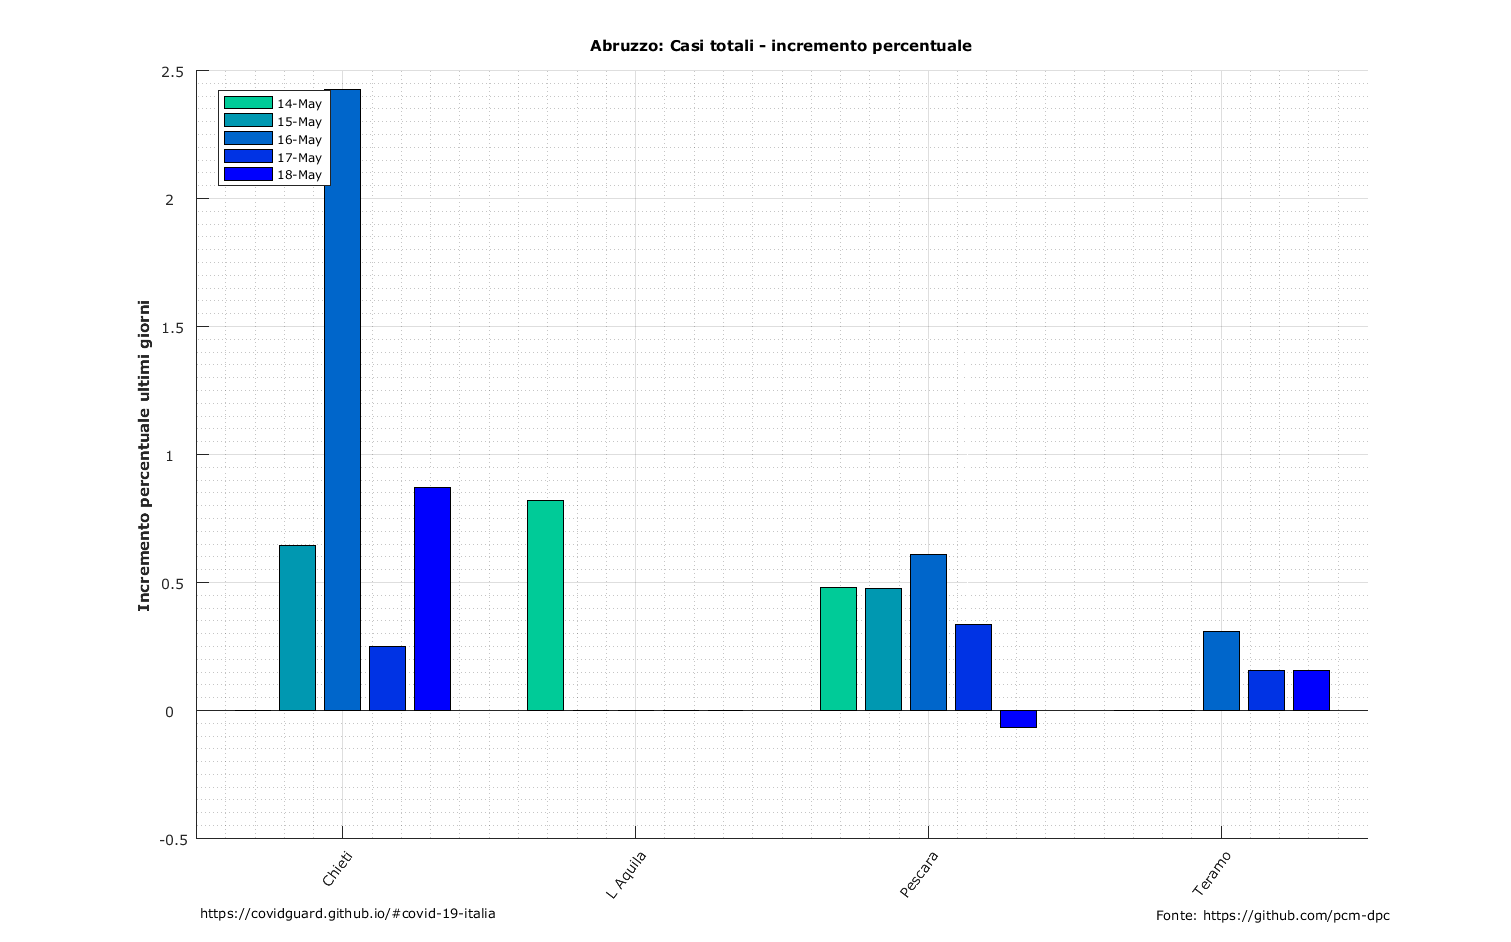 Abruzzo: Casi totali - incremento percentuale
2.5
2
1.5
1
0.5
0
-0.5
Incremento percentuale ultimi giorni
14-May
15-May
16-May
17-May
18-May
Chieti
L Aquila
Pescara
Teramo
https://covidguard.github.io/#covid-19-italia
Fonte: https://github.com/pcm-dpc